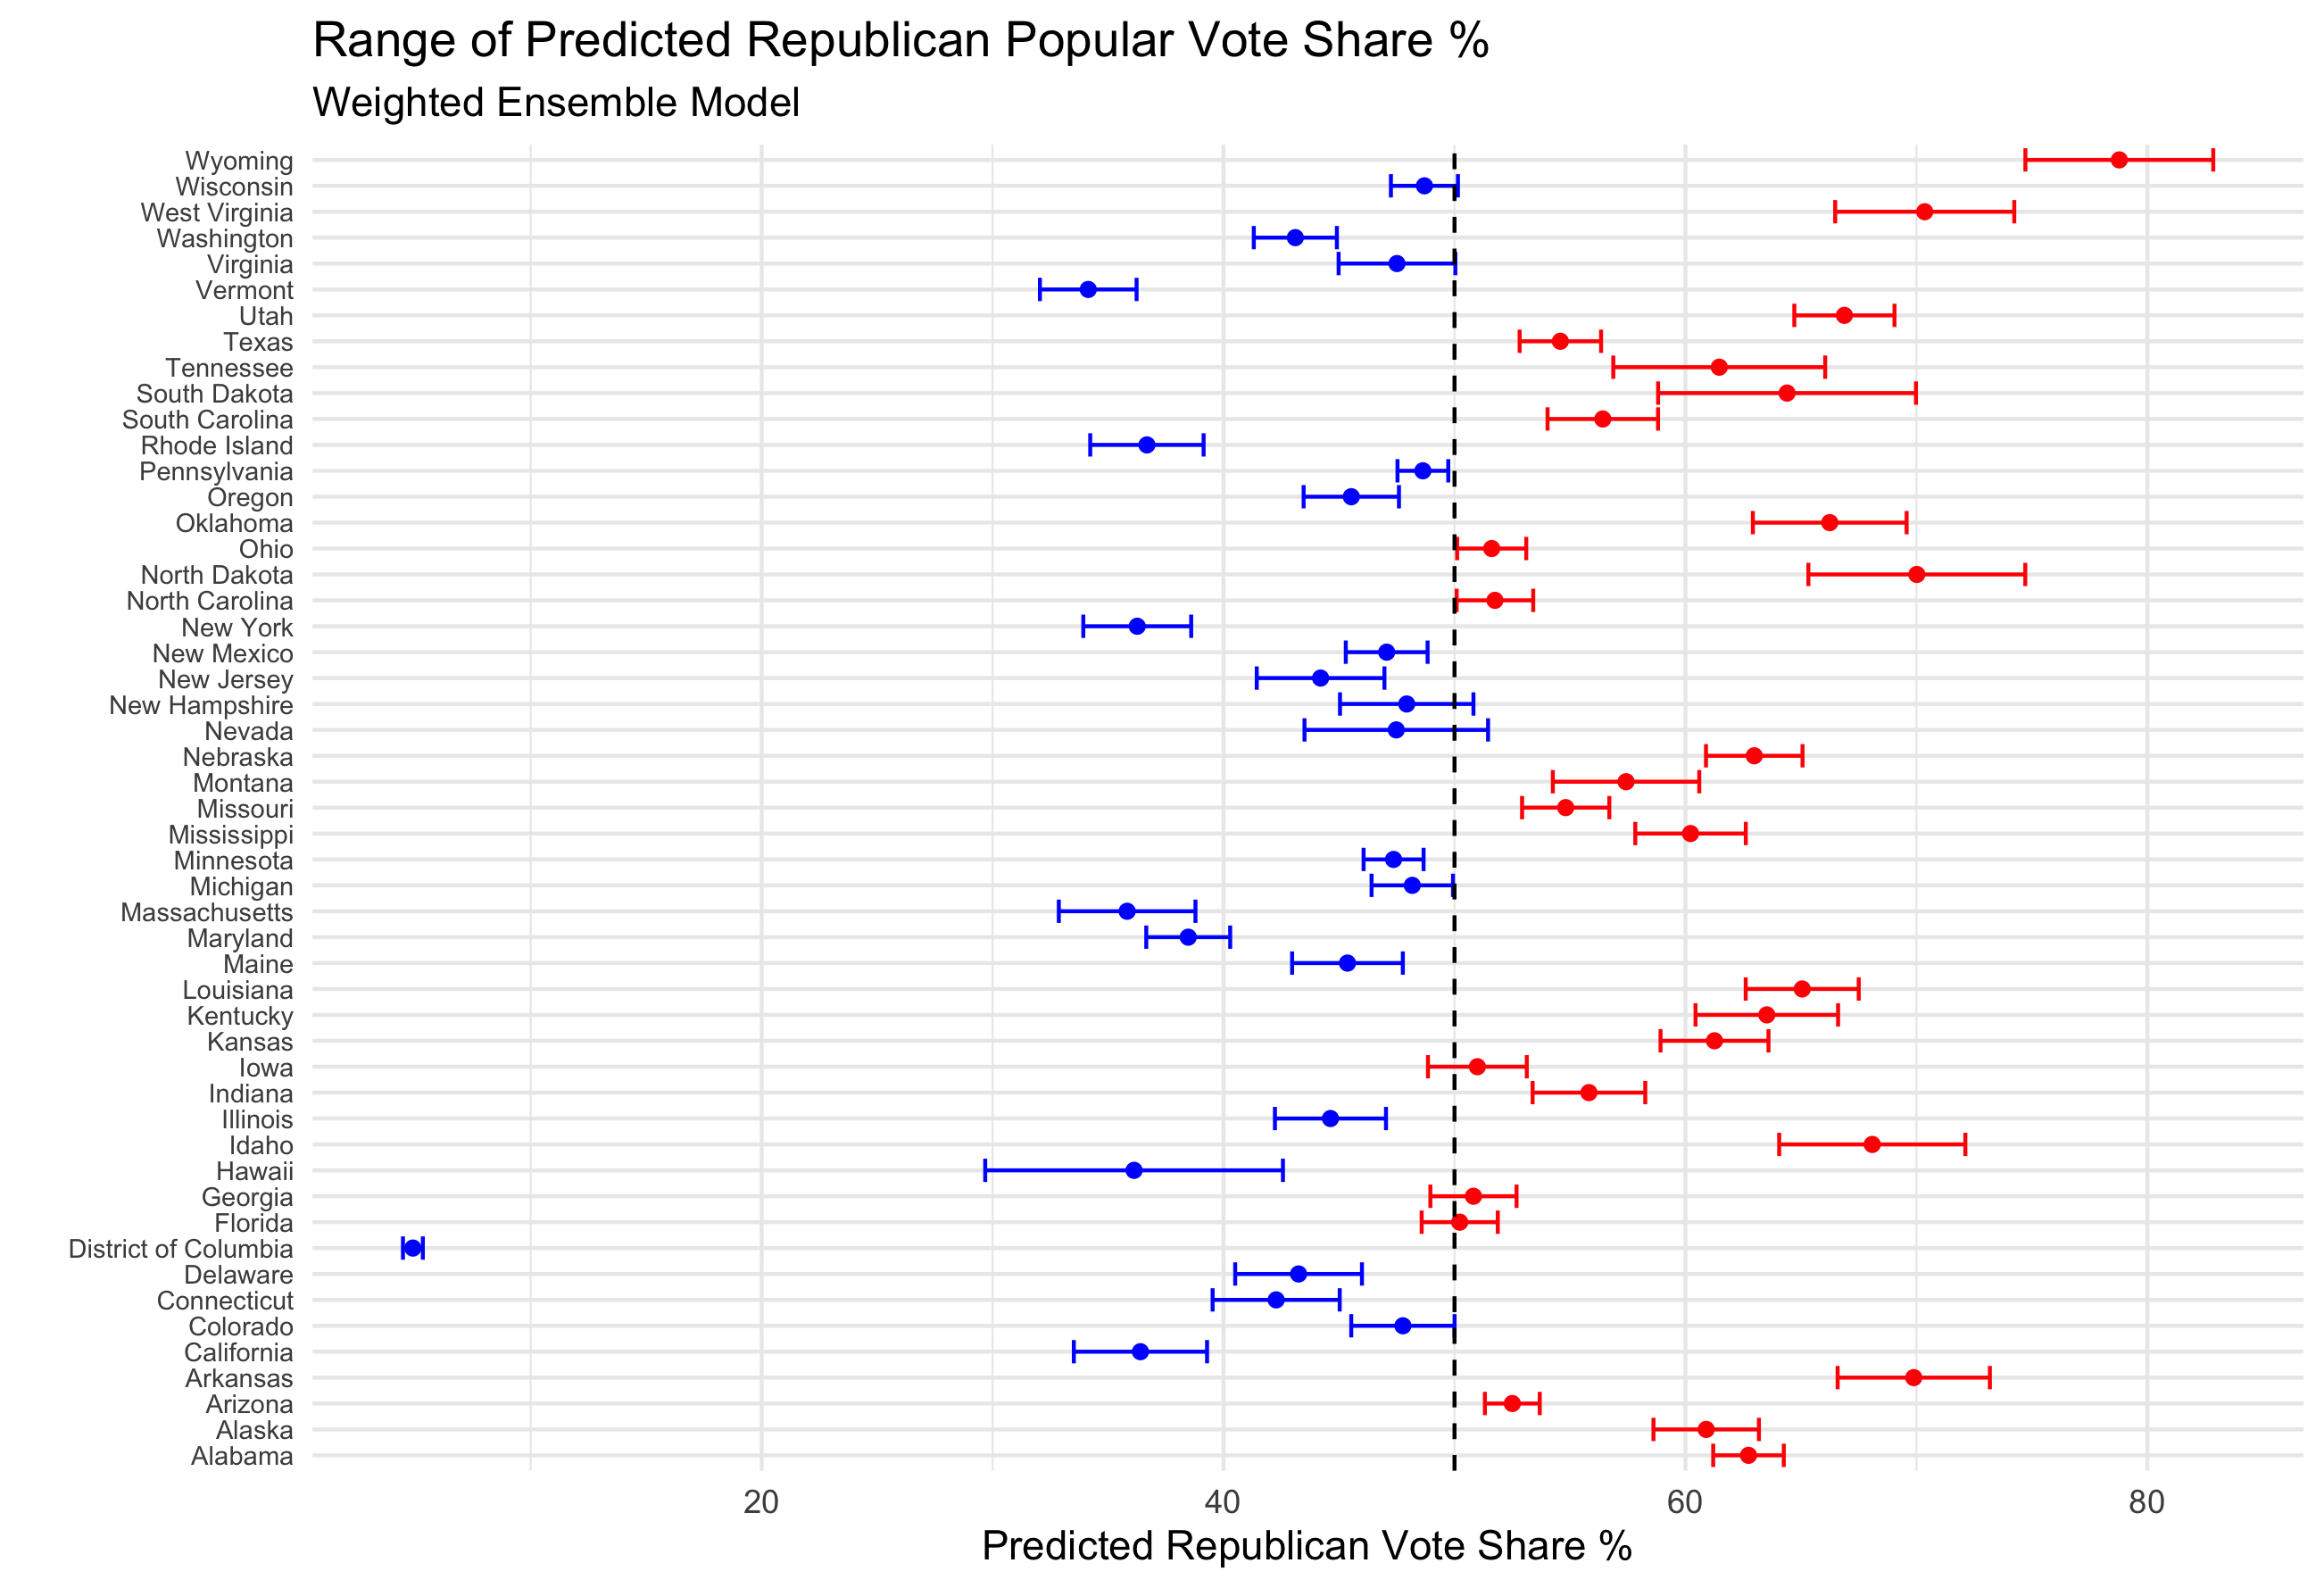 Range of Predicted Republican Popular Vote Share %
Weighted Ensemble Model
Wyoming
Wisconsin
West Virginia
Washington
Virginia
Vermont
Utah
Texas
Tennessee
South Dakota
South Carolina
Rhode Island
Pennsylvania
Oregon
Oklahoma
Ohio
North Dakota
North Carolina
New York
New Mexico
New Jersey
New Hampshire
Nevada
Nebraska
Montana
Missouri
Mississippi
Minnesota
Michigan
Massachusetts
Maryland
Maine
Louisiana
Kentucky
Kansas
Iowa
Indiana
Illinois
Idaho
Hawaii
Georgia
Florida
District of Columbia
Delaware
Connecticut
Colorado
California
Arkansas
Arizona
Alaska
Alabama
20 40 60 80
Predicted Republican Vote Share %